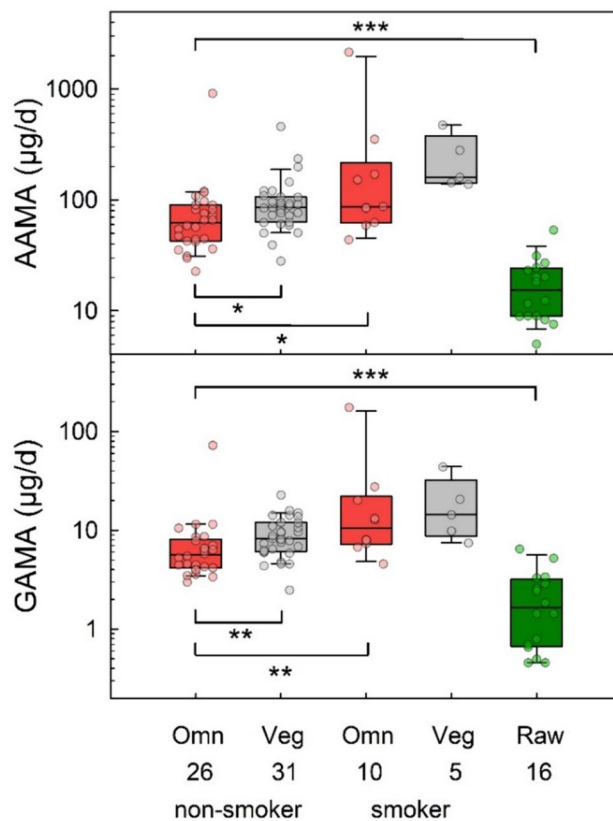 ***
1000
100
10
AAMA (µg/d)
*
*
***
100
10
1
GAMA (µg/d)
**
**
Omn Veg Omn Veg Raw
26 31 10 5 16
non-smoker smoker